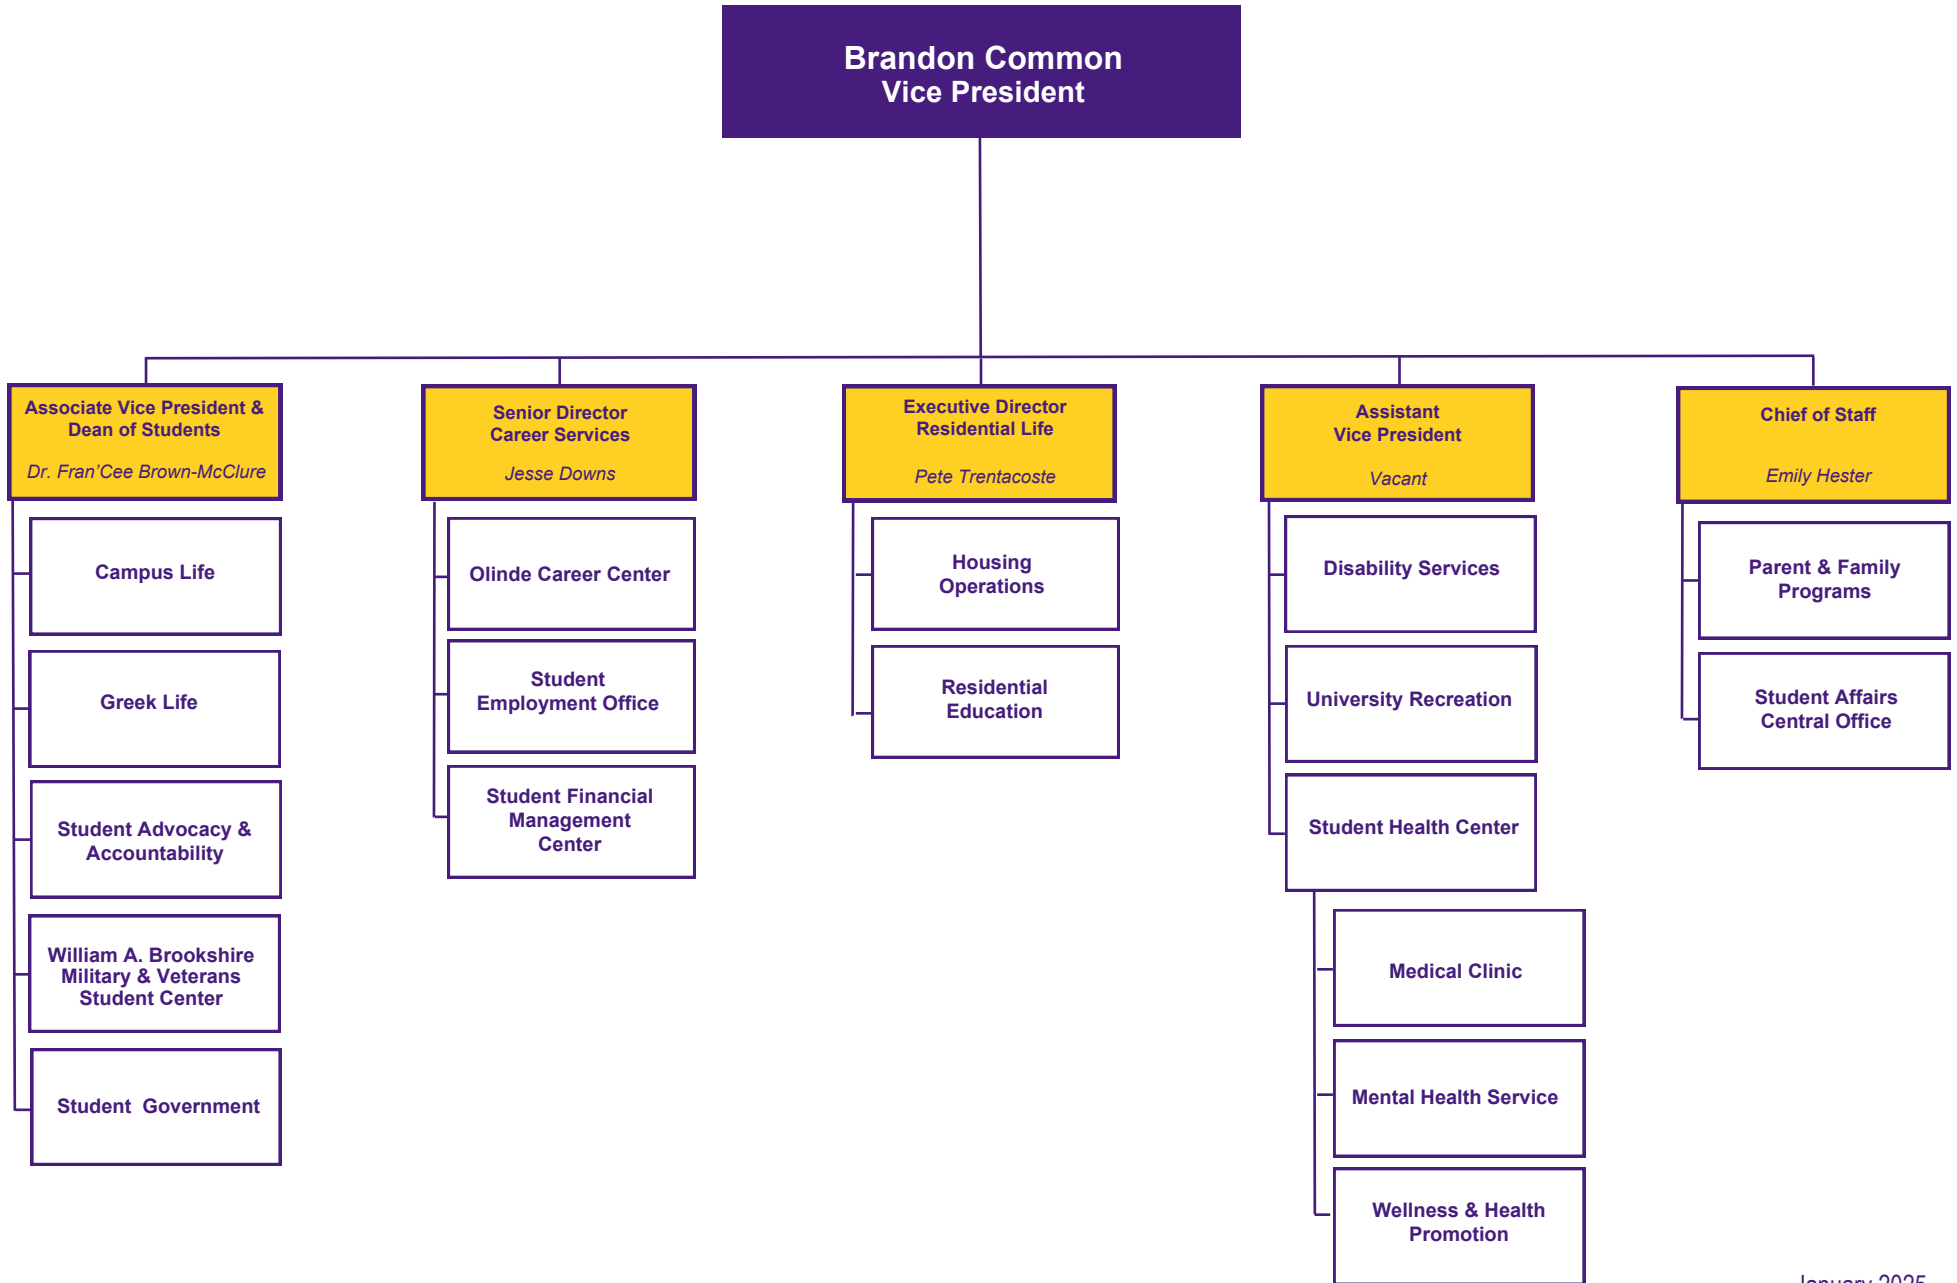 Brandon Common
Vice President
Associate Vice President &
Dean of Students
Dr. Fran'Cee Brown-McClure
Campus Life
Greek Life
Student Advocacy &
Accountability
William A. Brookshire
Military & Veterans
Student Center
Student Government
Senior Director
Career Services
Jesse Downs
Olinde Career Center
Student
Employment Office
Student Financial
Management
Center
Executive Director
Residential Life
Pete Trentacoste
Housing
Operations
Residential
Education
Assistant
Vice President
Vacant
Disability Services
University Recreation
Student Health Center
Medical Clinic
Mental Health Service
Wellness & Health
Promotion
Chief of Staff
Emily Hester
Parent & Family
Programs
Student Affairs
Central Office
January 2025